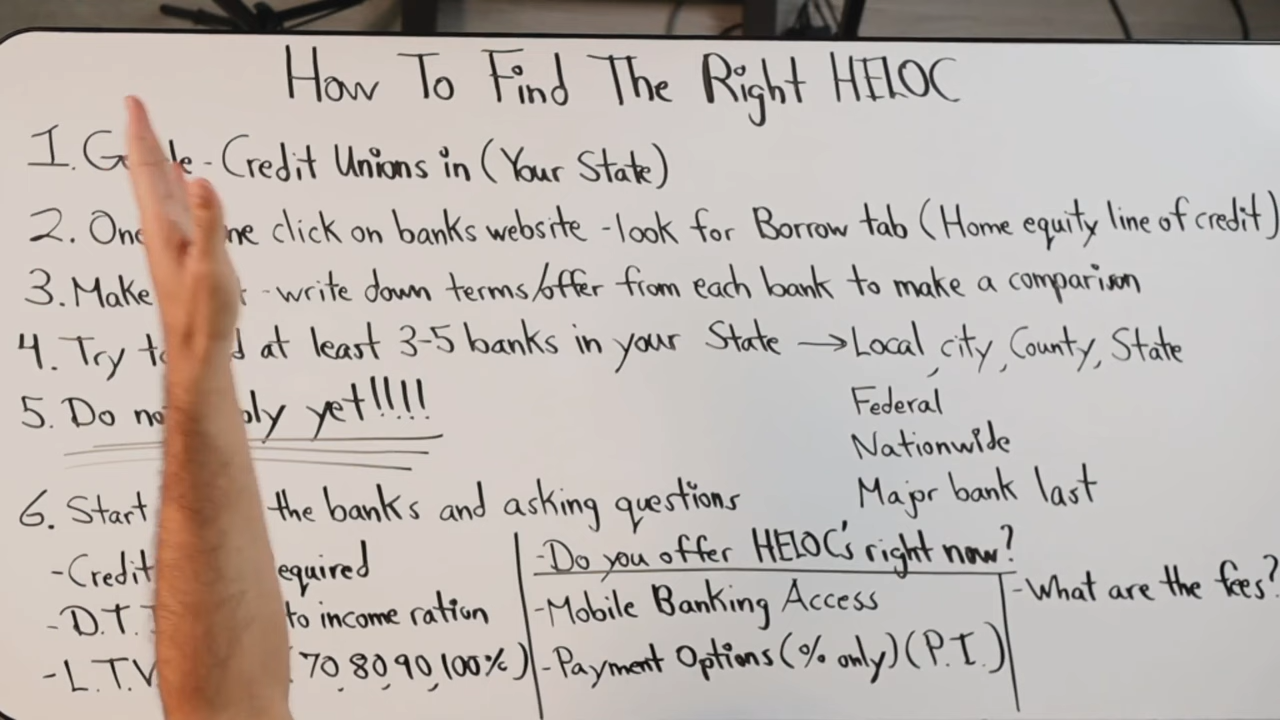 How To Find The Right HELOC
1. G le - Credit Unions in (Your State)
2. One ne click on banks website - look for Borrow tab (Home equity line of credit)
3. Make - write down terms/offer from each bank to make a comparison
4. Try to d at least 3-5 banks in your State → Local, city, County, State
Federal
Nationwide
Major bank last
5. Do no ply yet!!!!
6. Start the banks and asking questions
- Credit equired
- D.T. to income ration
- L.T.V (70,80,90,100%)
- Do you offer HELOC's right now?
- Mobile Banking Access
- Payment Options (% only) (P.I.)
- What are the fees?